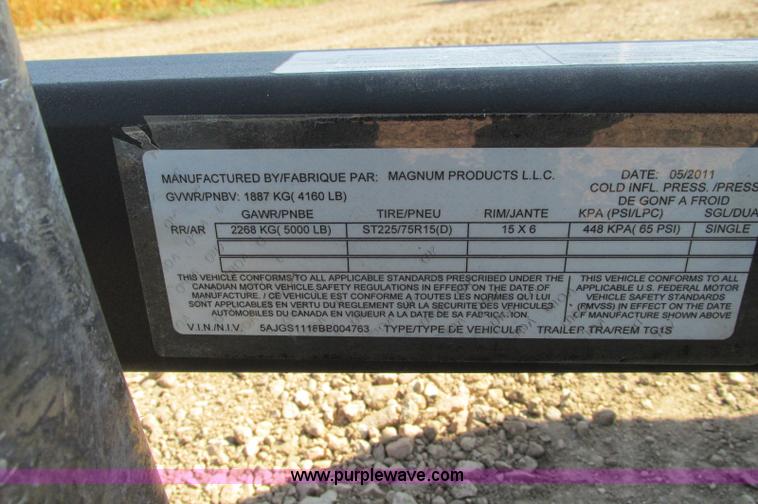 MANUFACTURED BY/FABRIQUE PAR: MAGNUM PRODUCTS L.L.C. DATE: 05/2011
GVWR/PNBV: 1887 KG( 4160 LB) COLD INFL. PRESS. /PRESS
DE GONF A FROID
GAWR/PNBE TIRE/PNEU RIM/JANTE KPA (PSI/LPC) SGL/DUA
RR/AR 2268 KG( 5000 LB) ST225/75R15(D) 15 X 6 448 KPA( 65 PSI) SINGLE
THIS VEHICLE CONFORMS TO ALL APPLICABLE STANDARDS PRESCRIBED UNDER THE
CANADIAN MOTOR VEHICLE SAFETY REGULATIONS IN EFFECT ON THE DATE OF
MANUFACTURE. / CE VEHICULE EST CONFORME A TOUTES LES NORMES QLI LUI
SONT APPLICABLES EN VERTU DU REGLEMENT SUR LA SECURITE DES VEHICULES
AUTOMOBILES DU CANADA EN VIGUEUR A LA DATE DE SA FABRICATION.
THIS VEHICLE CONFORMS TO ALL
APPLICABLE U.S. FEDERAL MOTOR
VEHICLE SAFETY STANDARDS
(FMVSS) IN EFFECT ON THE DATE
OF MANUFACTURE SHOWN ABOVE
V.I.N./N.I.V. 5AJGS1118BB004763 TYPE/TYPE DE VEHICULE TRAILER TRA/REM TG1S
www.purplewave.com